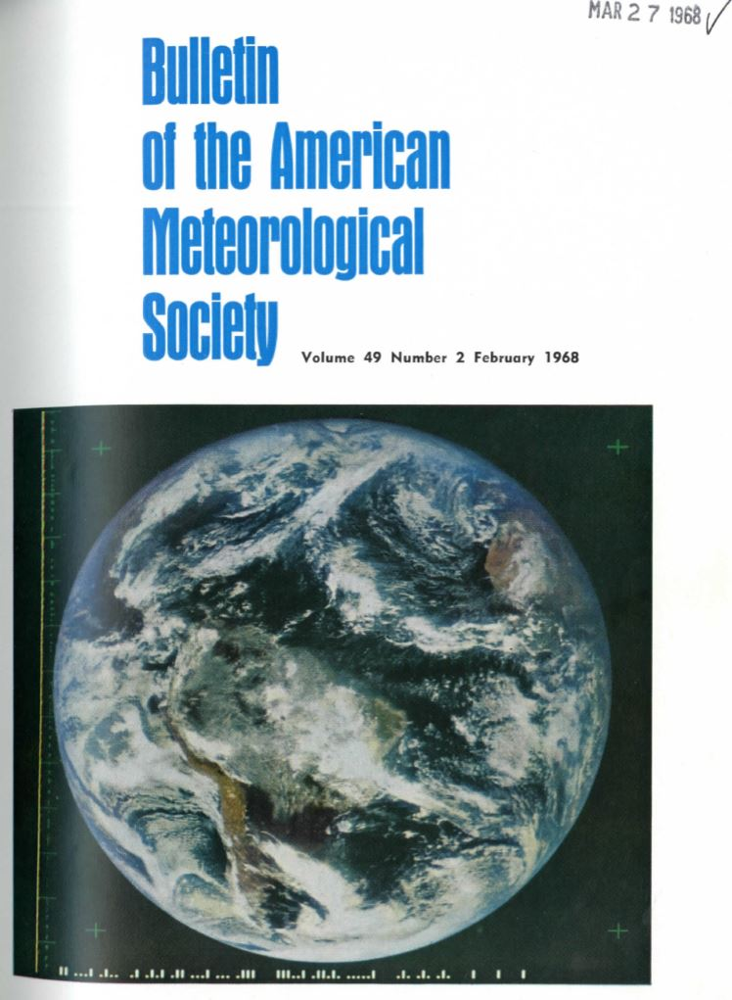 MAR 27 1968
Bulletin
of the American
Meteorological
Society
Volume 49 Number 2 February 1968